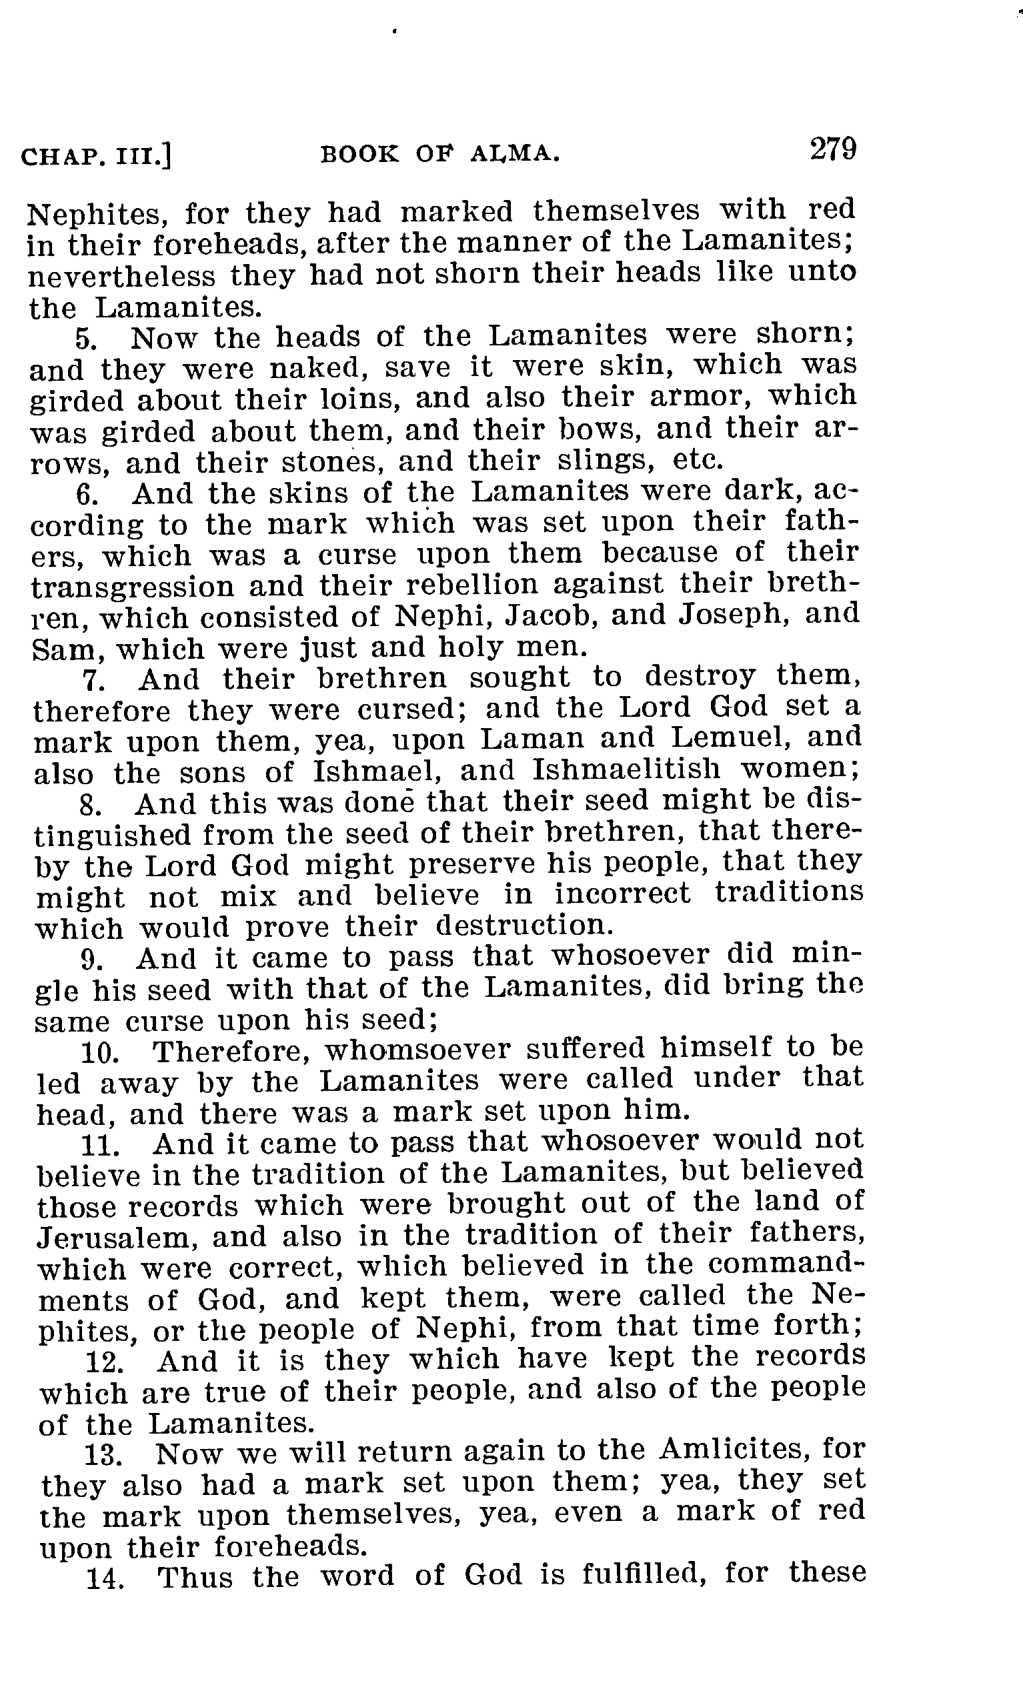 CHAP. III.] BOOK OF ALMA. 279
Nephites, for they had marked themselves with red
in their foreheads, after the manner of the Lamanites;
nevertheless they had not shorn their heads like unto
the Lamanites.
5. Now the heads of the Lamanites were shorn;
and they were naked, save it were skin, which was
girded about their loins, and also their armor, which
was girded about them, and their bows, and their ar-
rows, and their stones, and their slings, etc.
6. And the skins of the Lamanites were dark, ac-
cording to the mark which was set upon their fath-
ers, which was a curse upon them because of their
transgression and their rebellion against their breth-
ren, which consisted of Nephi, Jacob, and Joseph, and
Sam, which were just and holy men.
7. And their brethren sought to destroy them,
therefore they were cursed; and the Lord God set a
mark upon them, yea, upon Laman and Lemuel, and
also the sons of Ishmael, and Ishmaelitish women;
8. And this was done that their seed might be dis-
tinguished from the seed of their brethren, that there-
by the Lord God might preserve his people, that they
might not mix and believe in incorrect traditions
which would prove their destruction.
9. And it came to pass that whosoever did min-
gle his seed with that of the Lamanites, did bring the
same curse upon his seed;
10. Therefore, whomsoever suffered himself to be
led away by the Lamanites were called under that
head, and there was a mark set upon him.
11. And it came to pass that whosoever would not
believe in the tradition of the Lamanites, but believed
those records which were brought out of the land of
Jerusalem, and also in the tradition of their fathers,
which were correct, which believed in the command-
ments of God, and kept them, were called the Ne-
phites, or the people of Nephi, from that time forth;
12. And it is they which have kept the records
which are true of their people, and also of the people
of the Lamanites.
13. Now we will return again to the Amlicites, for
they also had a mark set upon them; yea, they set
the mark upon themselves, yea, even a mark of red
upon their foreheads.
14. Thus the word of God is fulfilled, for these